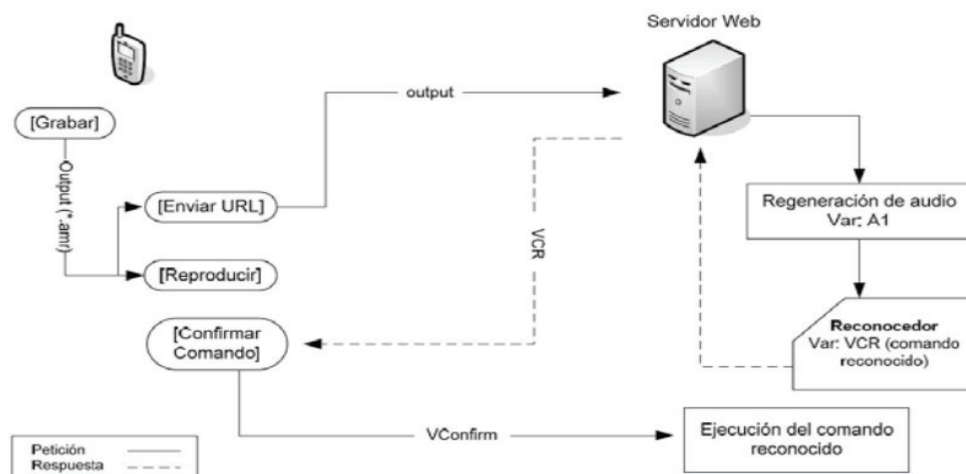 Servidor Web
[Grabar]
output
Output (*.amr)
[Enviar URL]
Regeneración de audio
Var: A1
VCR
[Reproducir]
[Confirmar
Comando]
Reconocedor
Var: VCR (comando
reconocido)
VConfirm
Ejecución del comando
reconocido
Petición
Respuesta